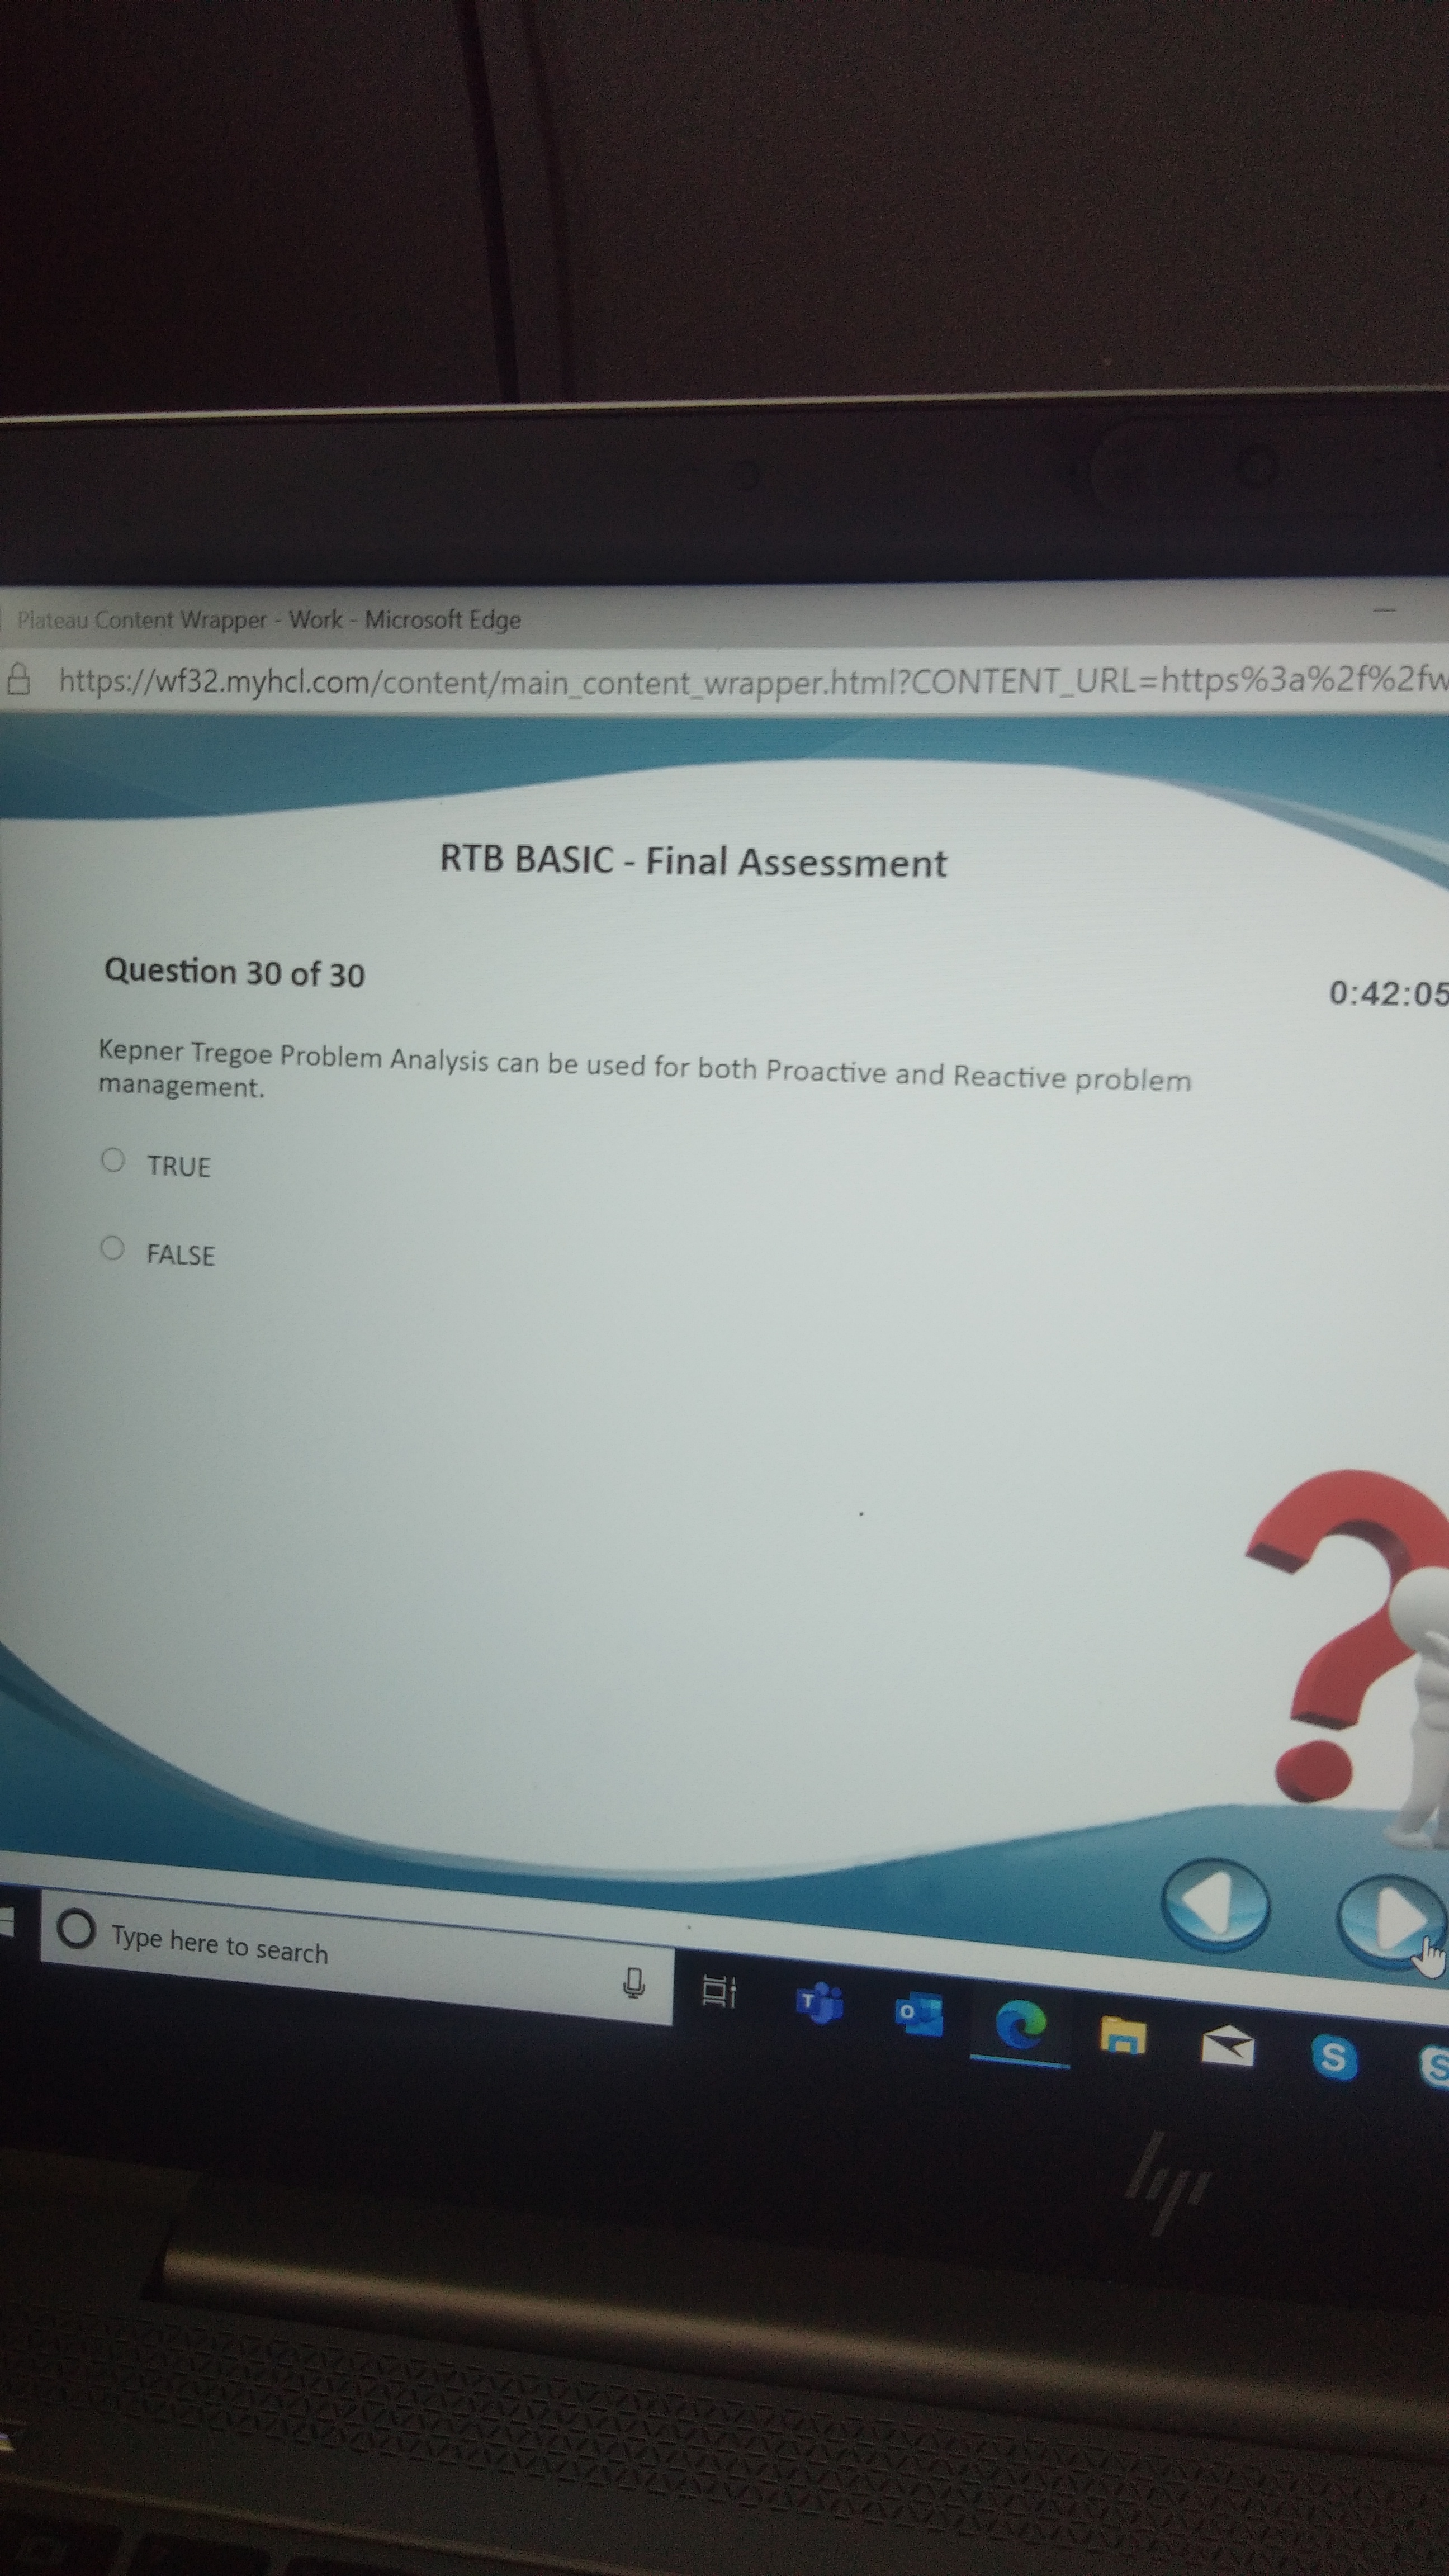 Plateau Content Wrapper - Work - Microsoft Edge
https://wf32.myhcl.com/content/main_content_wrapper.html?CONTENT_URL=https%3a%2f%2fw
RTB BASIC - Final Assessment
Question 30 of 30
0:42:05
Kepner Tregoe Problem Analysis can be used for both Proactive and Reactive problem
management.
TRUE
FALSE
?
Type here to search
hp